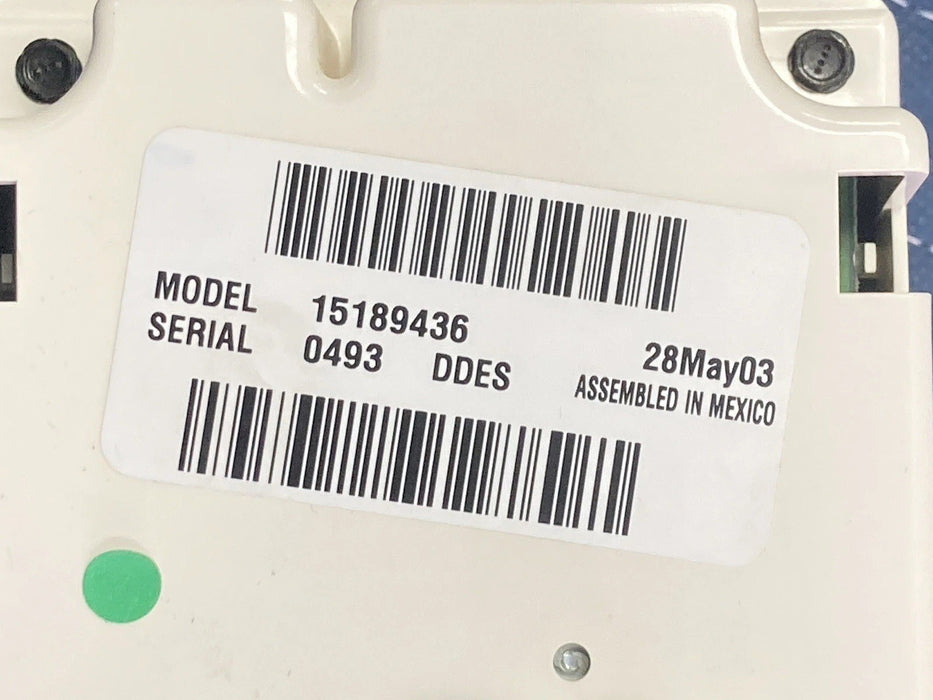 MODEL 15189436
SERIAL 0493 DDES
28May03
ASSEMBLED IN MEXICO